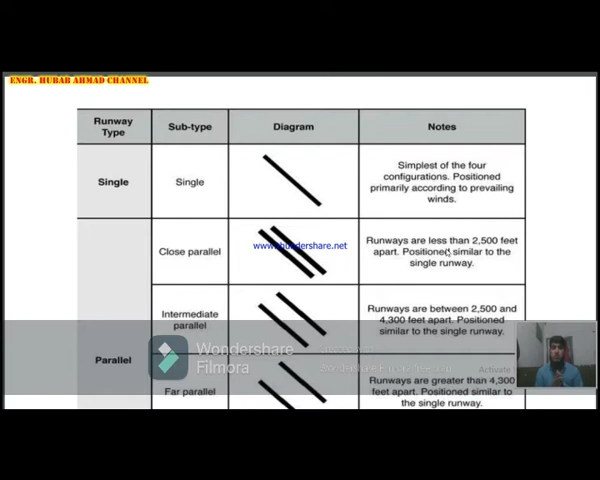 ENGR. HUBAB AHMAD CHANNEL
Runway Type
Sub-type
Diagram
Notes
Single
Single
Simplest of the four
configurations. Positioned
primarily according to prevailing
winds.
Close parallel
Runways are less than 2,500 feet
apart. Positioned similar to the
single runway.
Intermediate
parallel
Runways are between 2,500 and
4,300 feet apart. Positioned
similar to the single runway.
Parallel
Far parallel
Runways are greater than 4,300
feet apart. Positioned similar to
the single runway.
Wondershare
Filmora
Activate